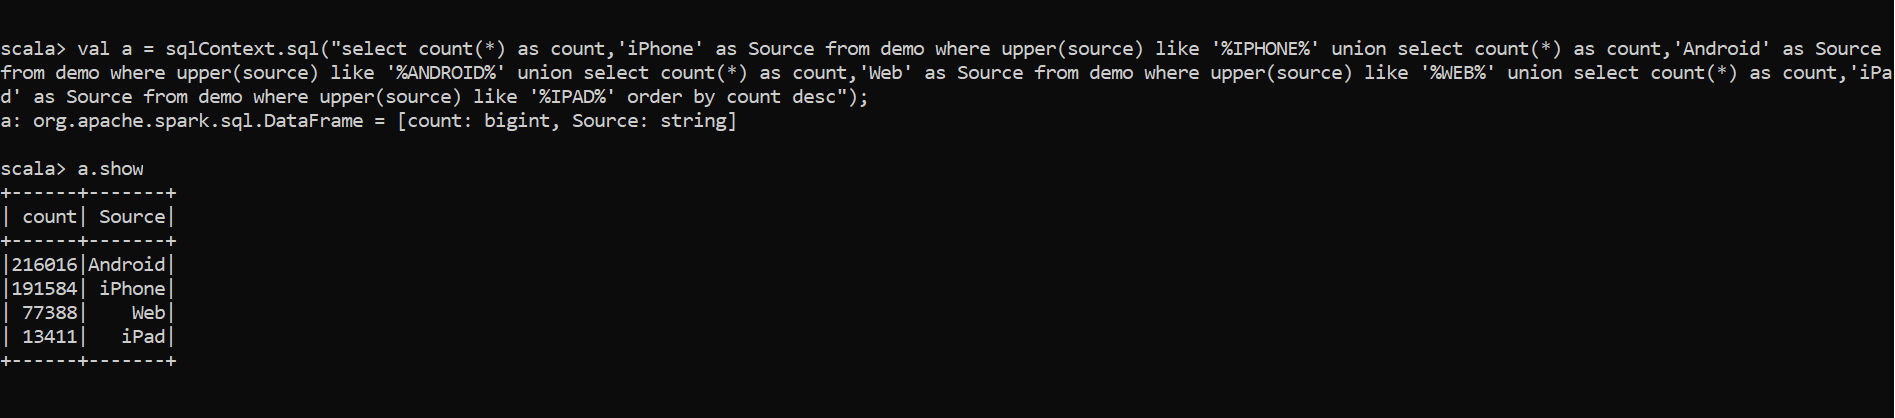 scala> val a = sqlContext.sql("select count(*) as count,'iPhone' as Source from demo where upper(source) like '%IPHONE%' union select count(*) as count,'Android' as Source
from demo where upper(source) like '%ANDROID%' union select count(*) as count,'Web' as Source from demo where upper(source) like '%WEB%' union select count(*) as count,'iPa
d' as Source from demo where upper(source) like '%IPAD%' order by count desc");
a: org.apache.spark.sql.DataFrame = [count: bigint, Source: string]
scala> a.show
+------+-------+
| count| Source|
+------+-------+
|216016|Android|
|191584| iPhone|
| 77388|    Web|
| 13411|   iPad|
+------+-------+